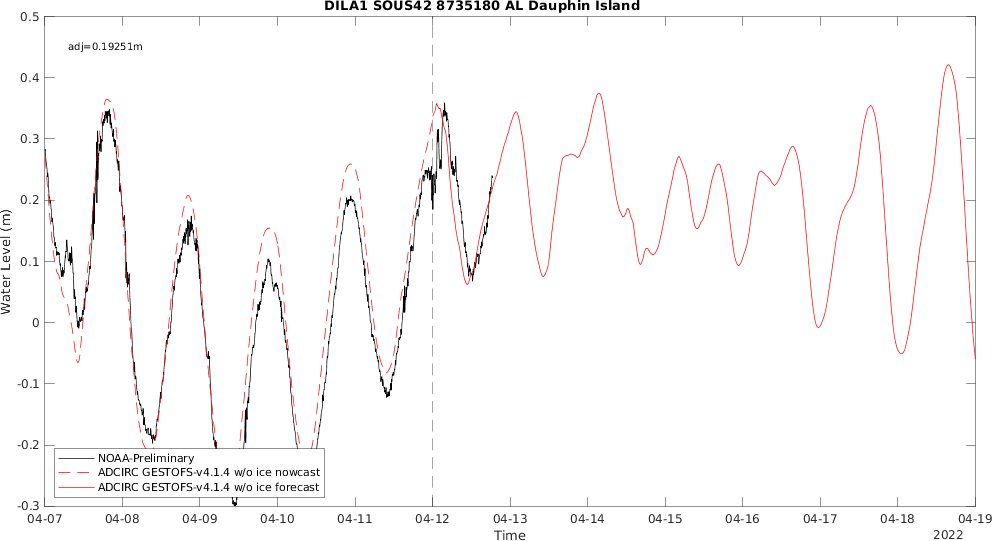 DILA1 SOUS42 8735180 AL Dauphin Island
0.5
adj=0.19251m
0.4
0.3
0.2
0.1
0
-0.1
-0.2
-0.3
Water Level (m)
NOAA-Preliminary
ADCIRC GESTOFS-v4.1.4 w/o ice nowcast
ADCIRC GESTOFS-v4.1.4 w/o ice forecast
04-07 04-08 04-09 04-10 04-11 04-12 04-13 04-14 04-15 04-16 04-17 04-18 04-19
Time
2022